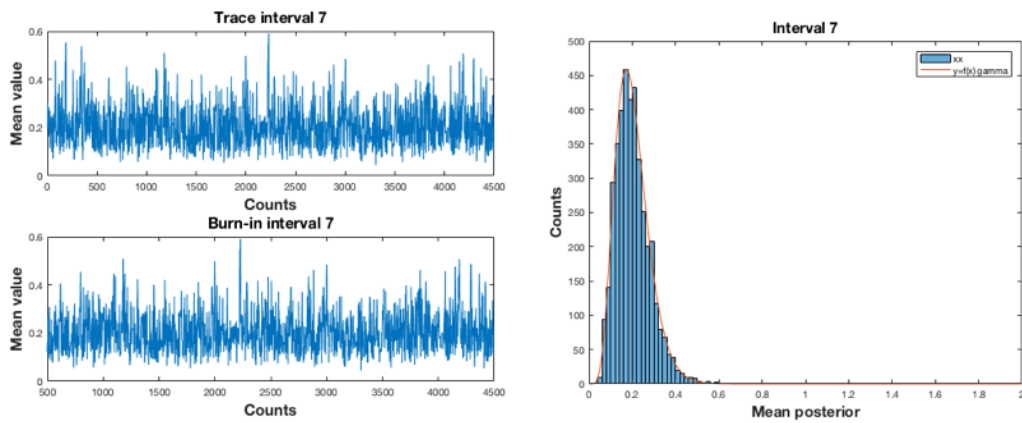 Trace interval 7
Mean value
0.6
0.4
0.2
0
0 500 1000 1500 2000 2500 3000 3500 4000 4500
Counts
Burn-in interval 7
Mean value
0.6
0.4
0.2
0
500 1000 1500 2000 2500 3000 3500 4000 4500
Counts
Interval 7
Counts
500
450
400
350
300
250
200
150
100
50
0
0 0.2 0.4 0.6 0.8 1 1.2 1.4 1.6 1.8 2
Mean posterior
xx
y=f(x) gamma